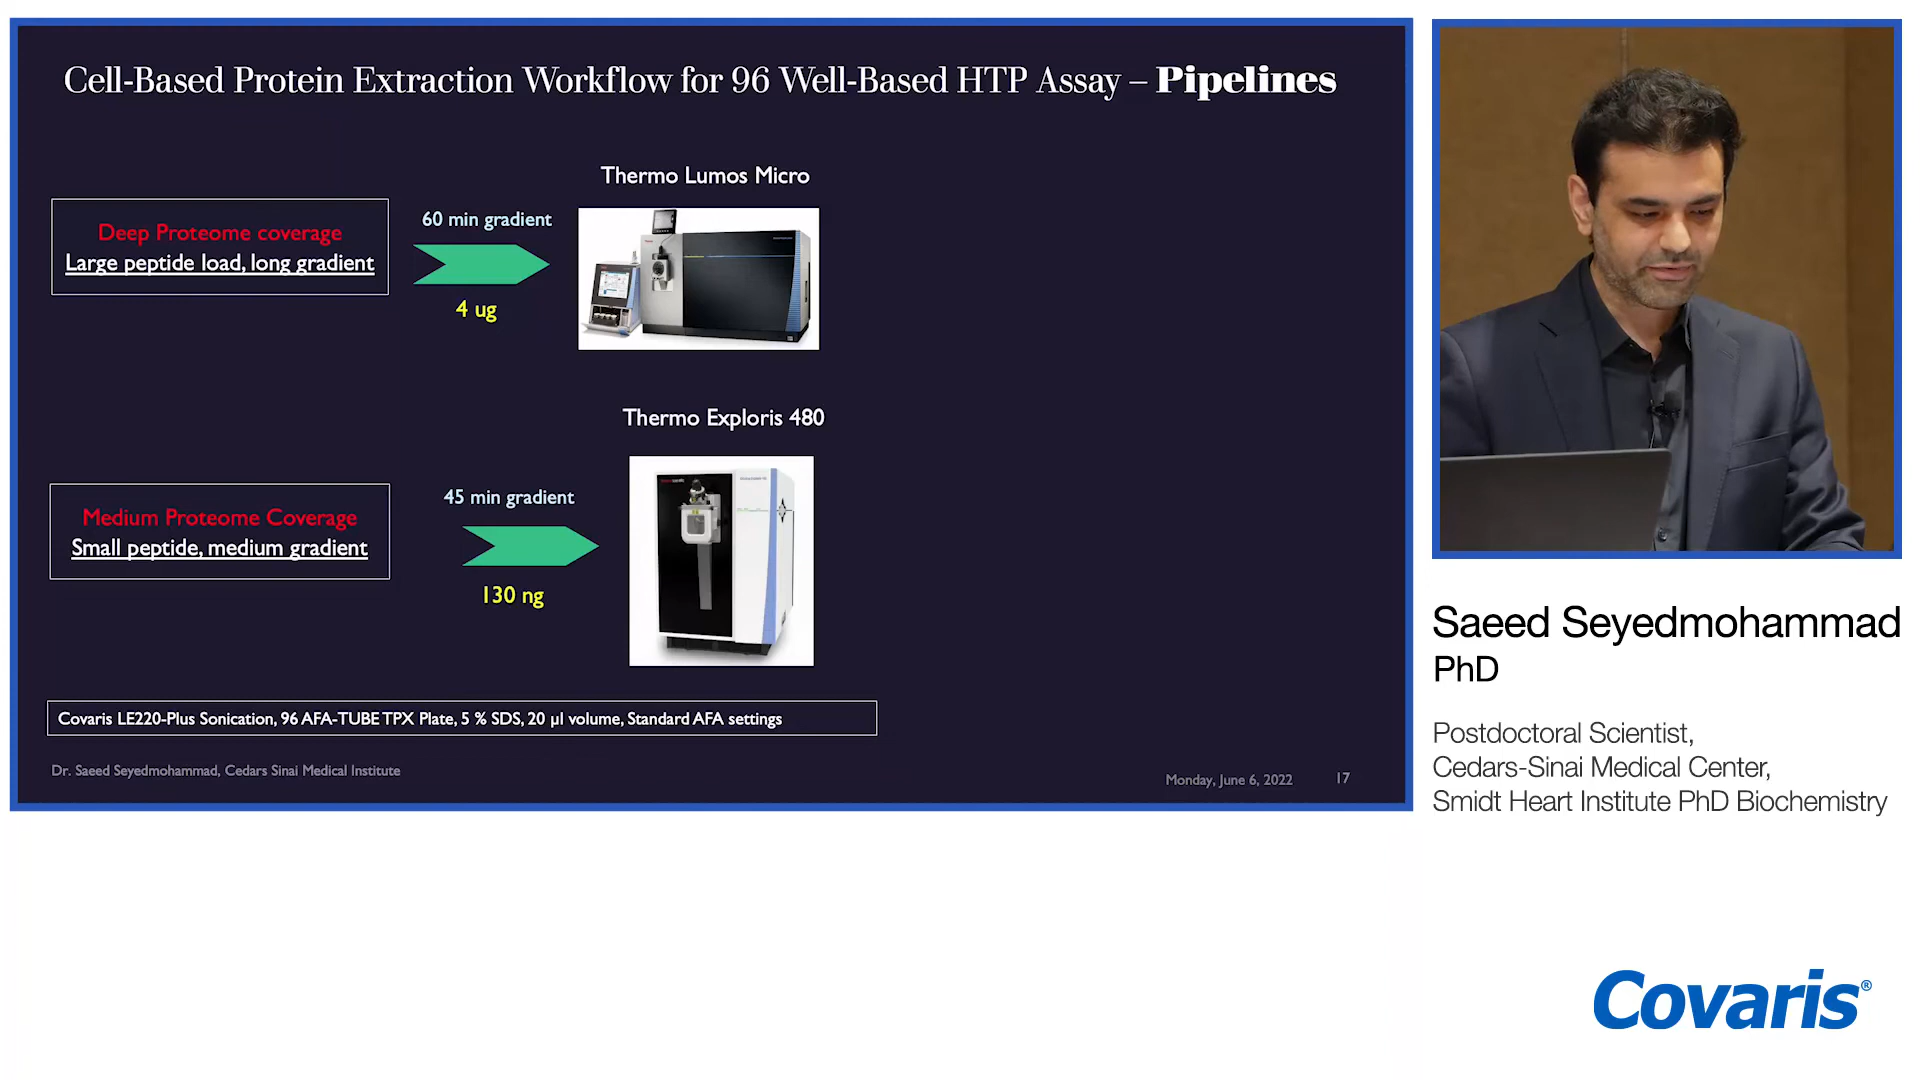 Cell-Based Protein Extraction Workflow for 96 Well-Based HTP Assay – Pipelines
Thermo Lumos Micro
Deep Proteome coverage
Large peptide load, long gradient
60 min gradient
4 ug
Thermo Exploris 480
Medium Proteome Coverage
Small peptide, medium gradient
45 min gradient
130 ng
Covaris LE220-Plus Sonication, 96 AFA-TUBE TPX Plate, 5 % SDS, 20 µl volume, Standard AFA settings
Dr. Saeed Seyedmohammad, Cedars Sinai Medical Institute
Monday, June 6, 2022
17
Saeed Seyedmohammad
PhD
Postdoctoral Scientist,
Cedars-Sinai Medical Center,
Smidt Heart Institute PhD Biochemistry
Covaris®